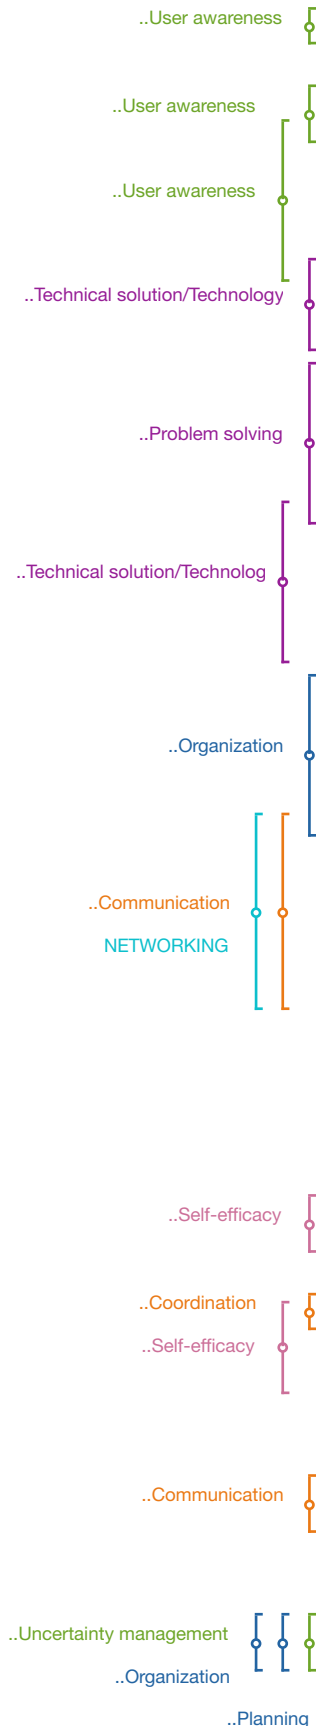 ..User awareness
..User awareness
..User awareness
..Technical solution/Technology
..Problem solving
..Technical solution/Technolog
..Organization
..Communication
NETWORKING
..Self-efficacy
..Coordination
..Self-efficacy
..Communication
..Uncertainty management
..Organization
..Planning